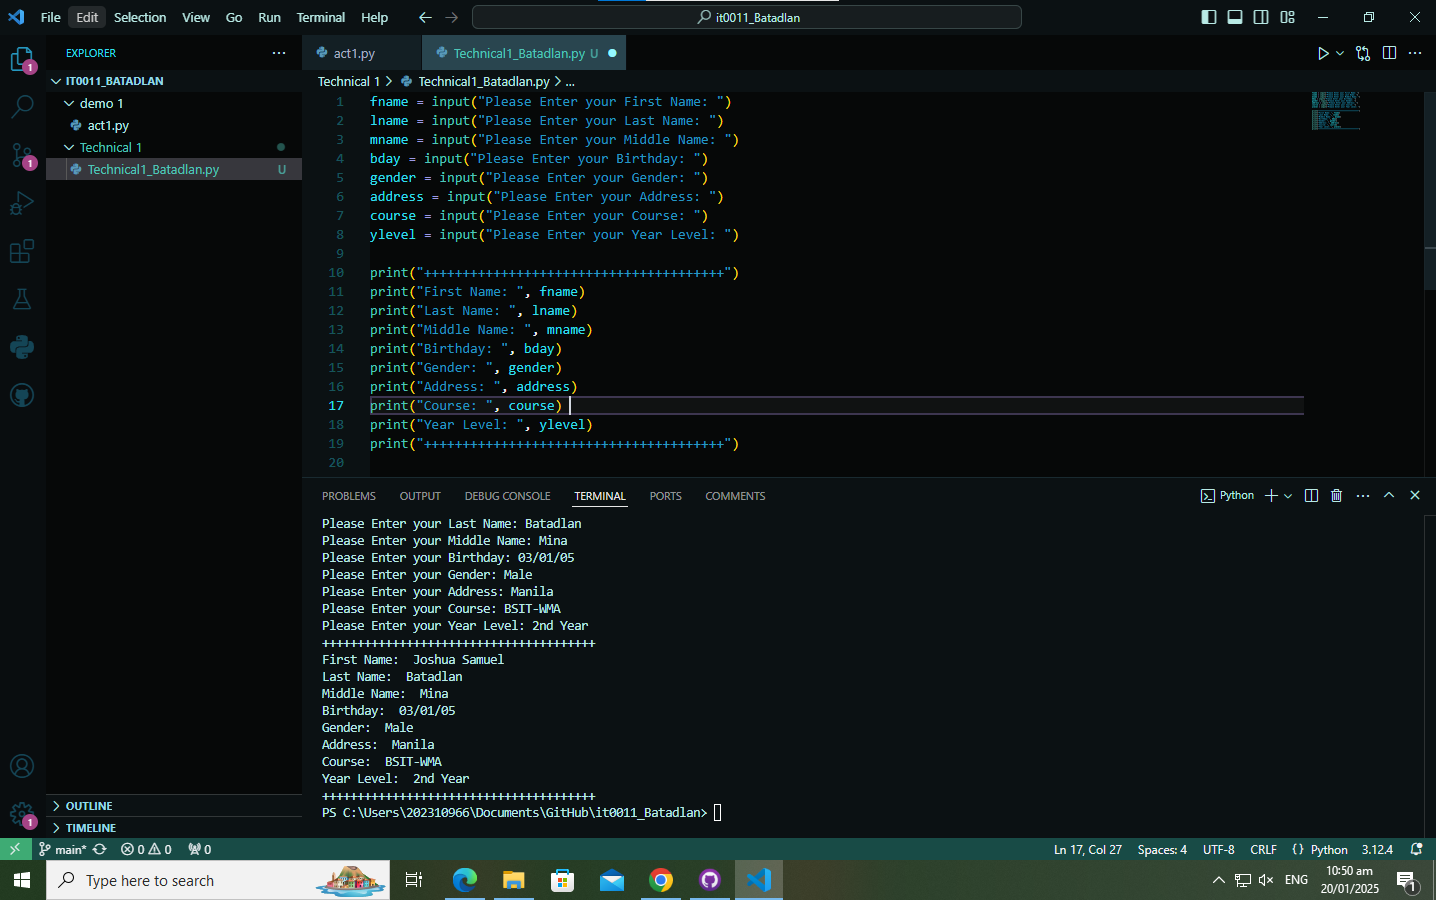 File Edit Selection View Go Run Terminal Help it0011_Batadlan
EXPLORER
act1.py
Technical1_Batadlan.py U
IT0011_BATADLAN
demo 1
act1.py
Technical 1
Technical1_Batadlan.py U
Technical 1 > Technical1_Batadlan.py > ...
1 fname = input("Please Enter your First Name: ")
2 lname = input("Please Enter your Last Name: ")
3 mname = input("Please Enter your Middle Name: ")
4 bday = input("Please Enter your Birthday: ")
5 gender = input("Please Enter your Gender: ")
6 address = input("Please Enter your Address: ")
7 course = input("Please Enter your Course: ")
8 ylevel = input("Please Enter your Year Level: ")
9
10 print("+++++++++++++++++++++++++++++++++++++++")
11 print("First Name: ", fname)
12 print("Last Name: ", lname)
13 print("Middle Name: ", mname)
14 print("Birthday: ", bday)
15 print("Gender: ", gender)
16 print("Address: ", address)
17 print("Course: ", course)
18 print("Year Level: ", ylevel)
19 print("+++++++++++++++++++++++++++++++++++++++")
20
PROBLEMS OUTPUT DEBUG CONSOLE TERMINAL PORTS COMMENTS Python
Please Enter your Last Name: Batadlan
Please Enter your Middle Name: Mina
Please Enter your Birthday: 03/01/05
Please Enter your Gender: Male
Please Enter your Address: Manila
Please Enter your Course: BSIT-WMA
Please Enter your Year Level: 2nd Year
+++++++++++++++++++++++++++++++++++++++
First Name:  Joshua Samuel
Last Name:  Batadlan
Middle Name:  Mina
Birthday:  03/01/05
Gender:  Male
Address:  Manila
Course:  BSIT-WMA
Year Level:  2nd Year
+++++++++++++++++++++++++++++++++++++++
PS C:\Users\202310966\Documents\GitHub\it0011_Batadlan>
OUTLINE
TIMELINE
1
1
1
main* 0 0 0 Ln 17, Col 27 Spaces: 4 UTF-8 CRLF {} Python 3.12.4
Type here to search
ENG
10:50 am
20/01/2025
1